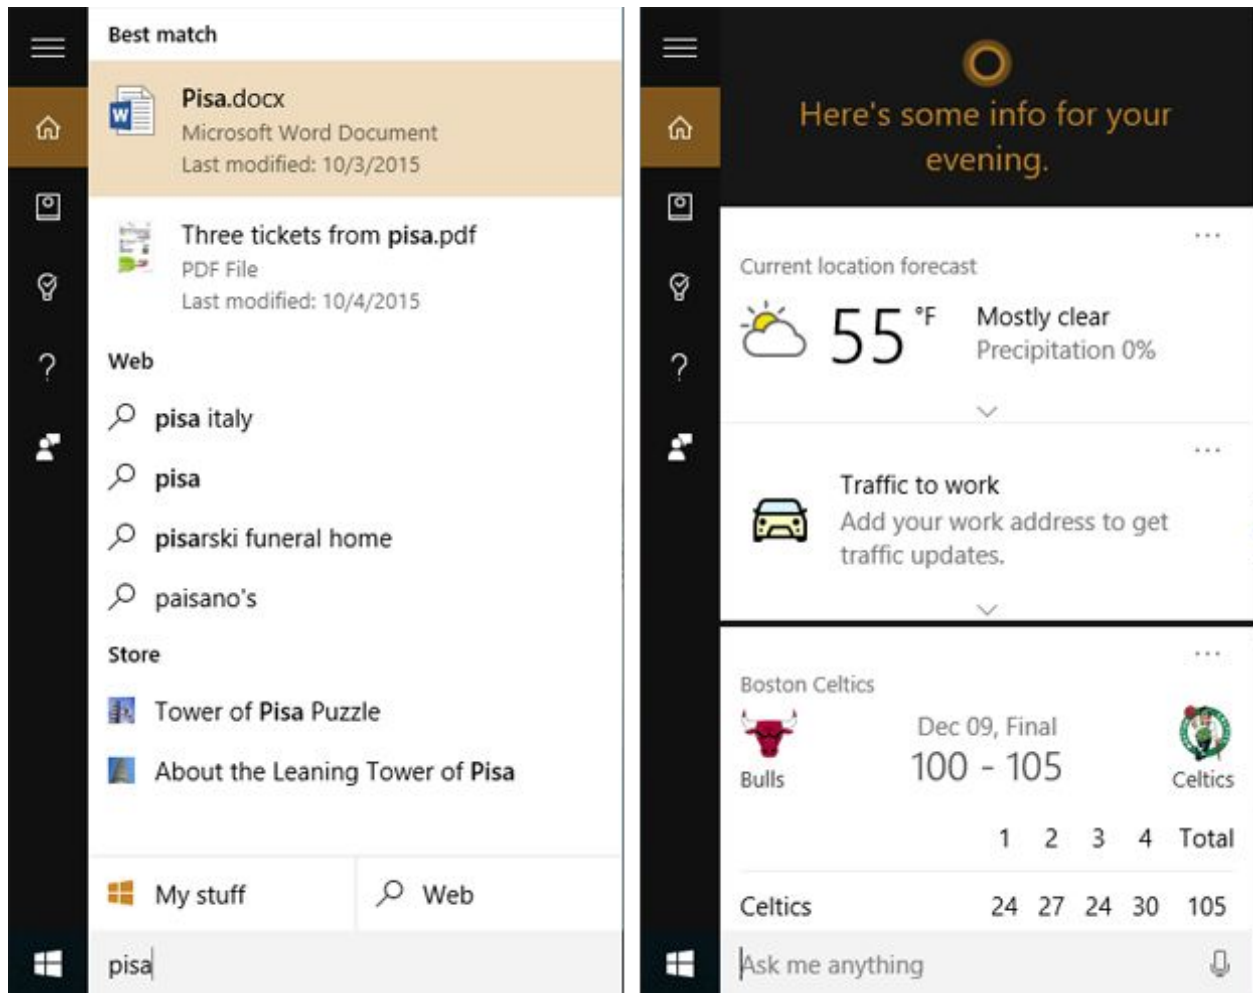 Best match
Pisa.docx
Microsoft Word Document
Last modified: 10/3/2015
Three tickets from pisa.pdf
PDF File
Last modified: 10/4/2015
Web
pisa italy
pisa
pisarski funeral home
paisano's
Store
Tower of Pisa Puzzle
About the Leaning Tower of Pisa
My stuff
Web
pisa
Here's some info for your
evening.
Current location forecast
55 °F
Mostly clear
Precipitation 0%
Traffic to work
Add your work address to get
traffic updates.
Boston Celtics
Dec 09, Final
100 - 105
Bulls
Celtics
1 2 3 4 Total
Celtics 24 27 24 30 105
Ask me anything